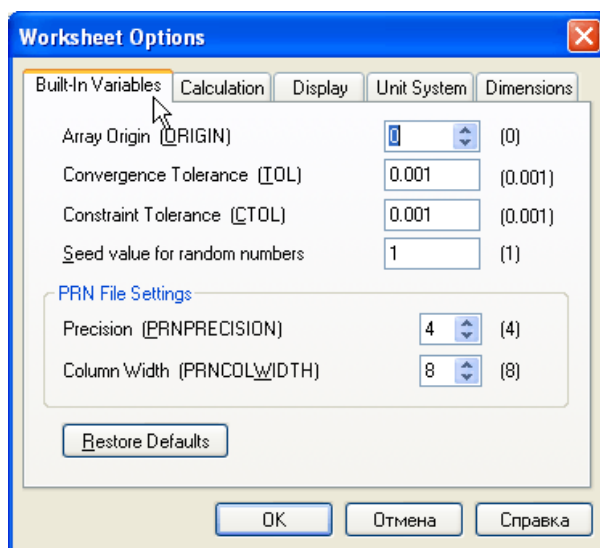 Worksheet Options
Built-In Variables Calculation Display Unit System Dimensions
Array Origin (ORIGIN) 0 (0)
Convergence Tolerance (TOL) 0.001 (0.001)
Constraint Tolerance (CTOL) 0.001 (0.001)
Seed value for random numbers 1 (1)
PRN File Settings
Precision (PRNPRECISION) 4 (4)
Column Width (PRNCOLWIDTH) 8 (8)
Restore Defaults
OK Отмена Справка